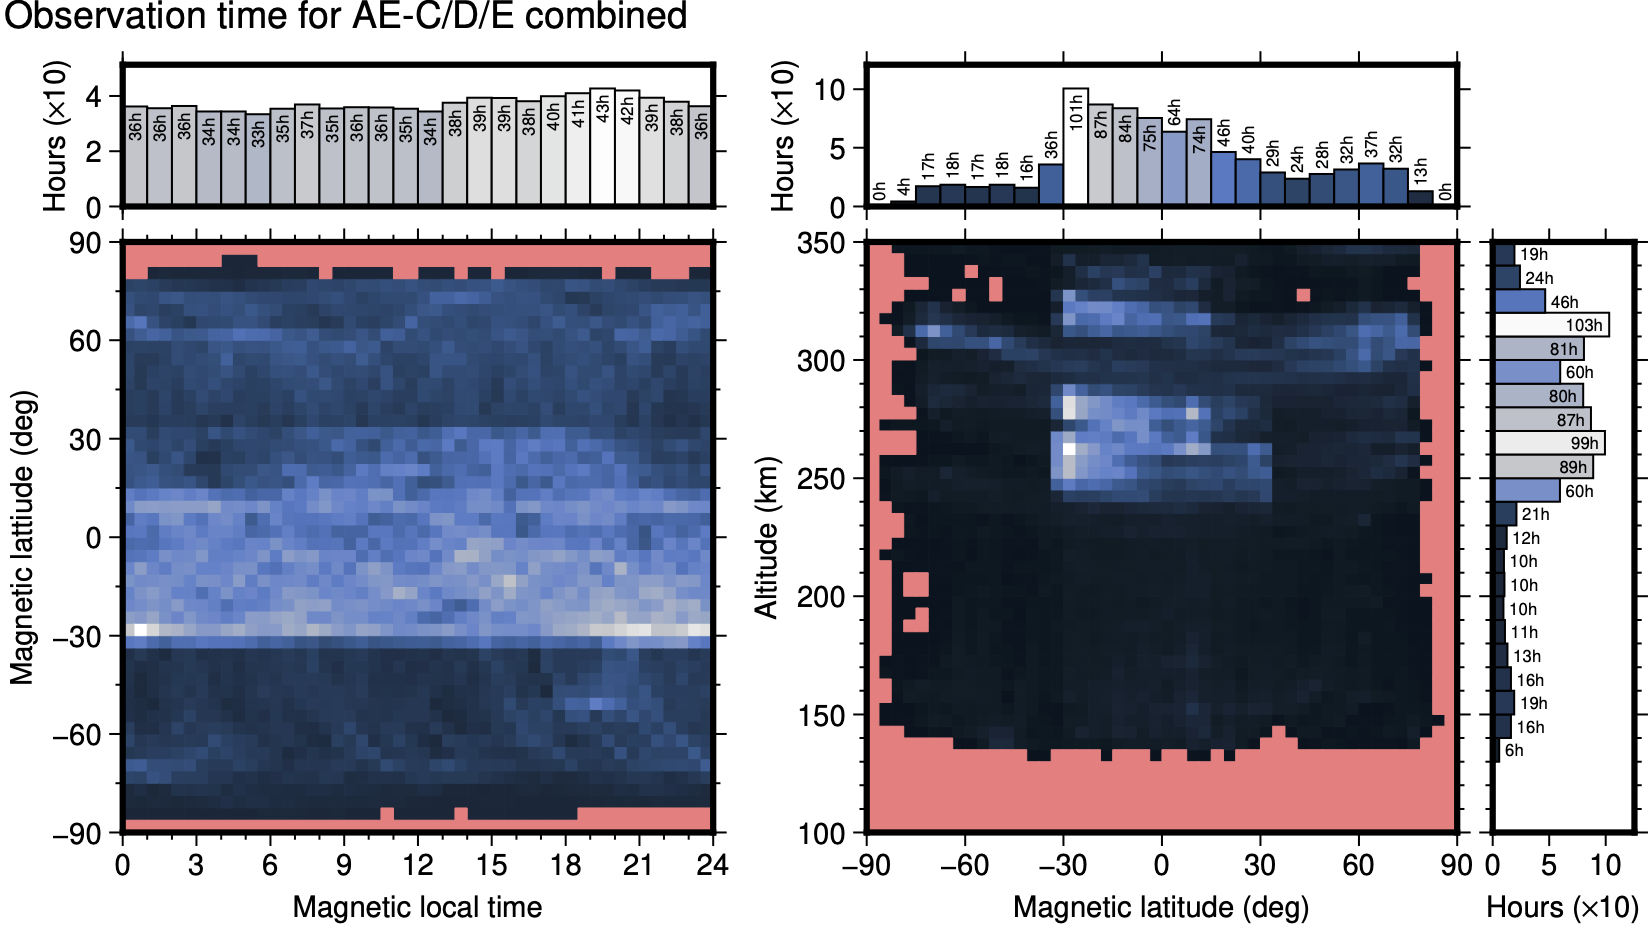 Observation time for AE-C/D/E combined
Hours (×10)
4
2
0
36h 36h 36h 34h 34h 33h 35h 37h 35h 36h 36h 35h 34h 38h 39h 39h 38h 40h 41h 43h 42h 39h 38h 36h
Magnetic lattiude (deg)
90
60
30
0
−30
−60
−90
0 3 6 9 12 15 18 21 24
Magnetic local time
Hours (×10)
10
5
0
0h 4h 17h 18h 17h 18h 16h 36h 101h 87h 84h 75h 64h 74h 46h 40h 29h 24h 28h 32h 37h 32h 13h 0h
Altitude (km)
350
300
250
200
150
100
−90 −60 −30 0 30 60 90
Magnetic latitude (deg)
19h
24h
46h
103h
81h
60h
80h
87h
99h
89h
60h
21h
12h
10h
10h
10h
11h
13h
16h
19h
16h
6h
0 5 10
Hours (×10)